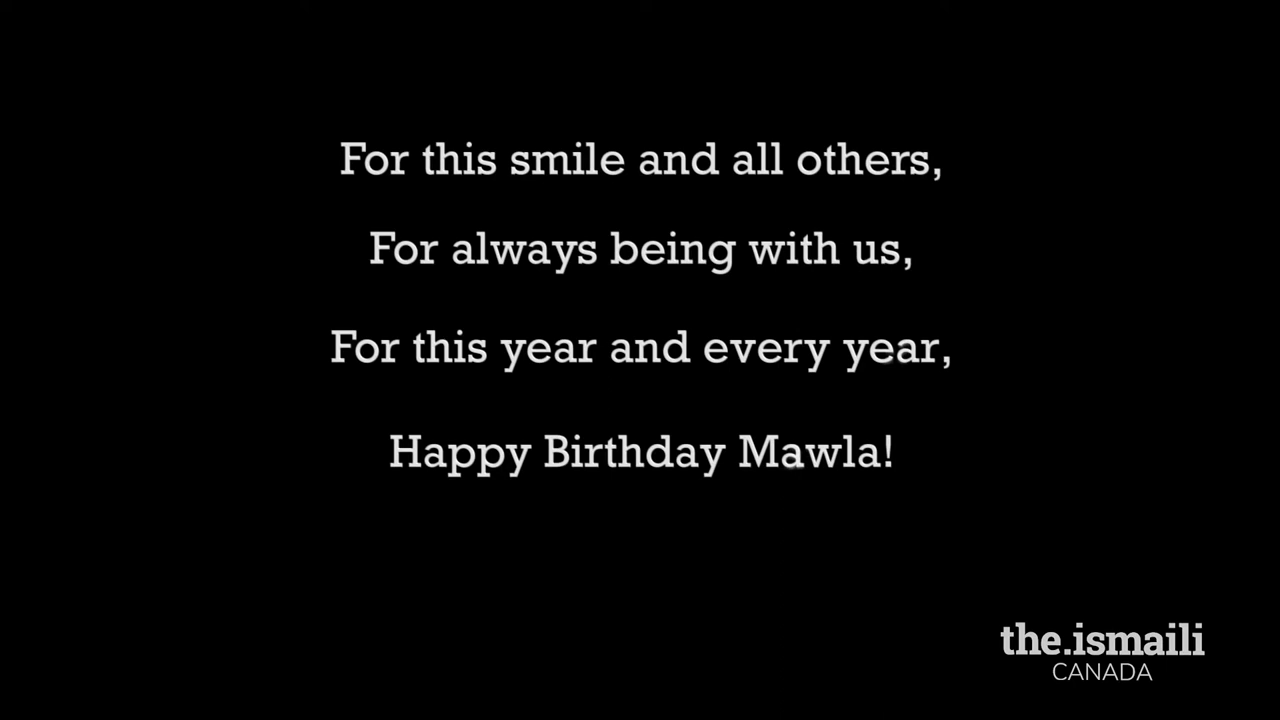 For this smile and all others,
For always being with us,
For this year and every year,
Happy Birthday Mawla!
the.ismaili
CANADA